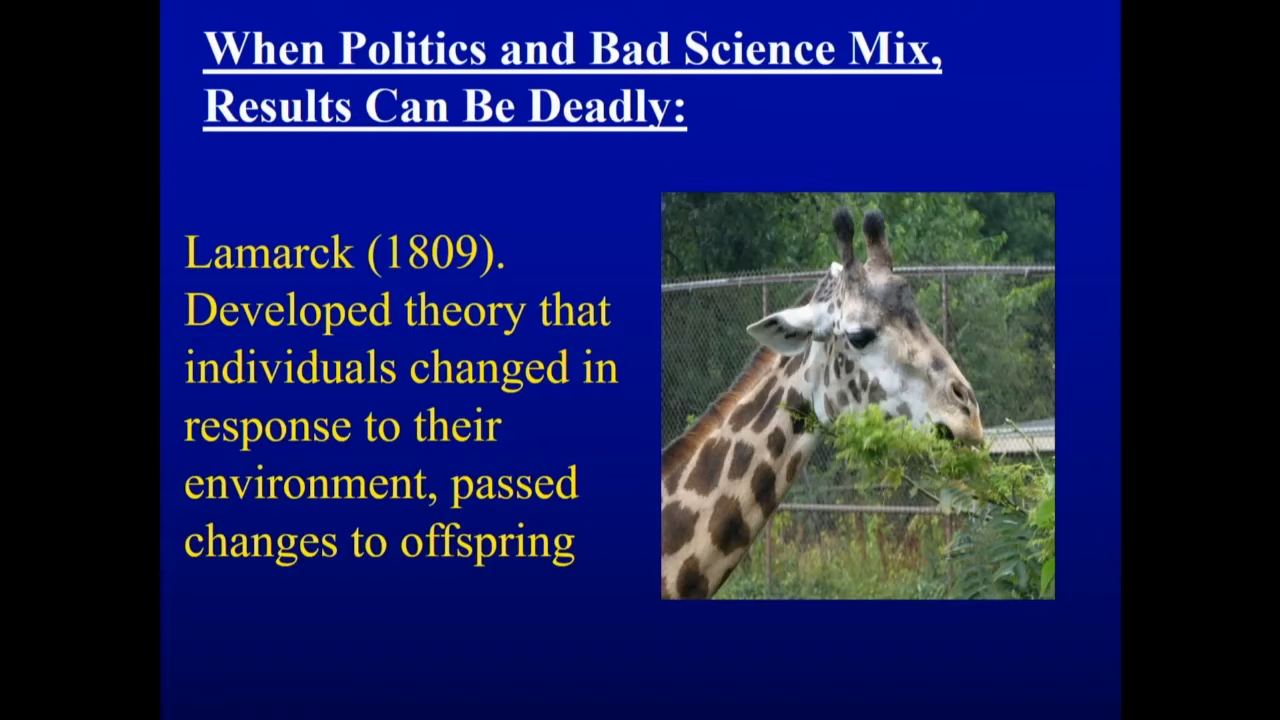 When Politics and Bad Science Mix,
Results Can Be Deadly:
Lamarck (1809).
Developed theory that
individuals changed in
response to their
environment, passed
changes to offspring